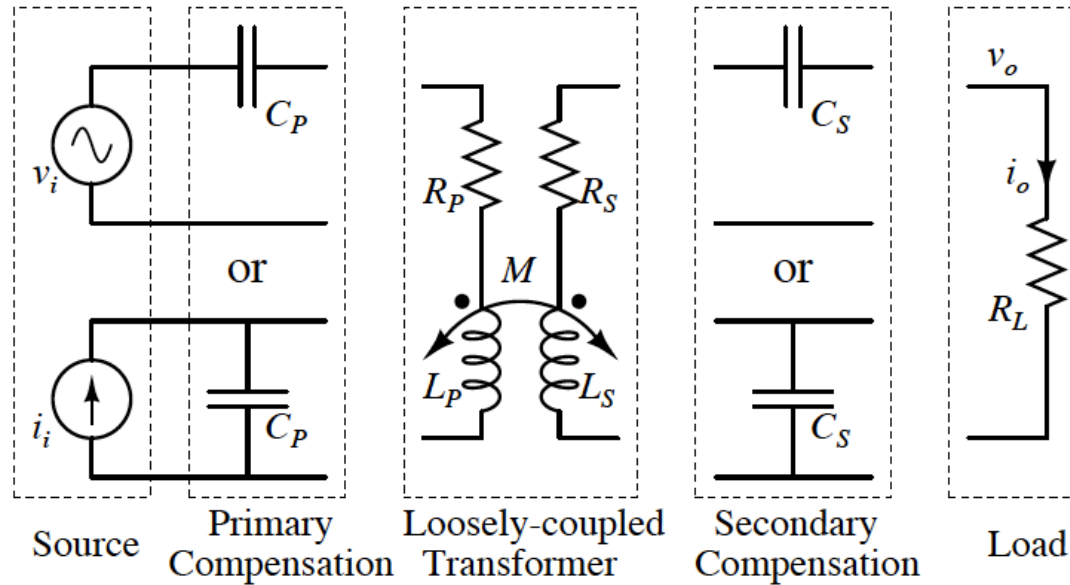 v_i
C_P
or
i_i
C_P
R_P
R_S
M
L_P
L_S
C_S
or
C_S
v_o
i_o
R_L
Source
Primary
Compensation
Loosely-coupled
Transformer
Secondary
Compensation
Load